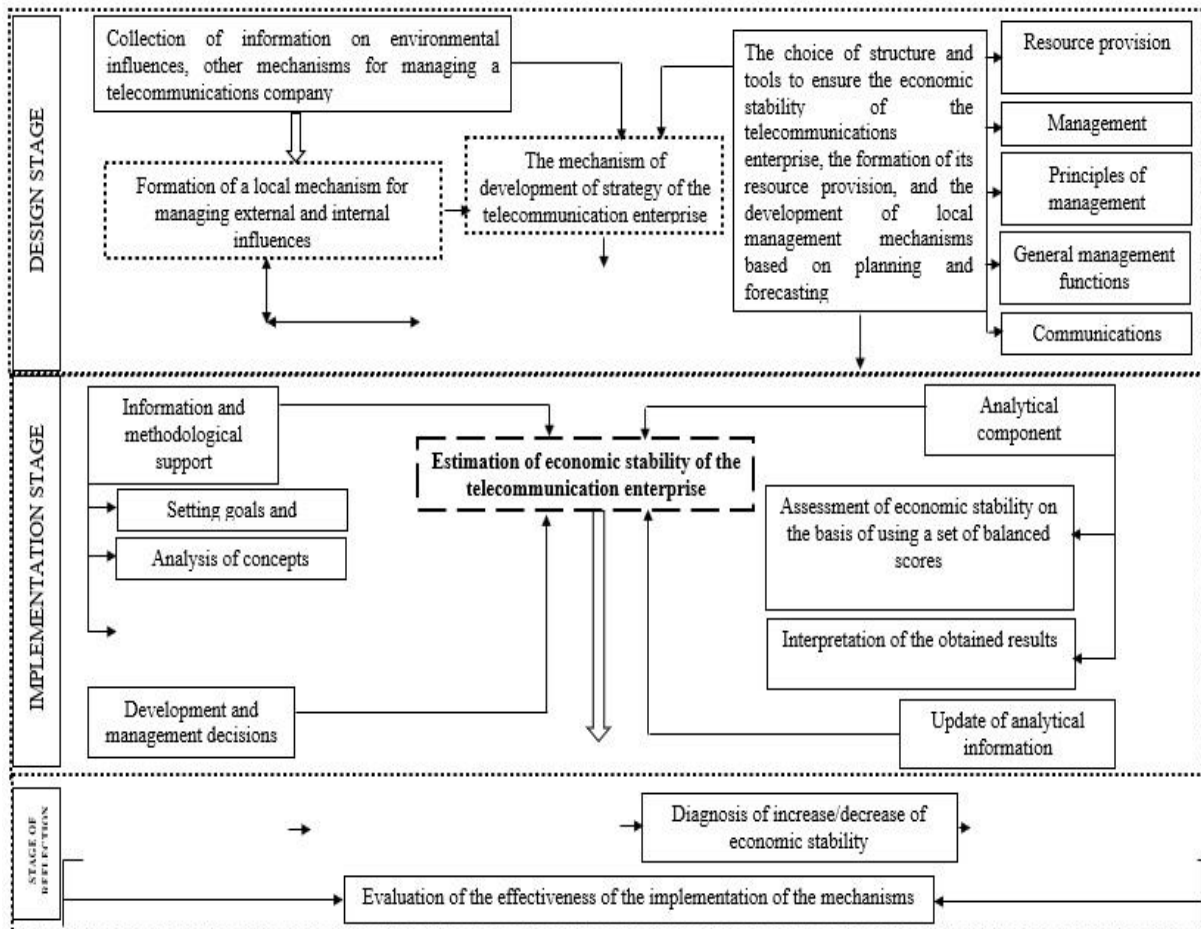 DESIGN STAGE
Collection of information on environmental
influences, other mechanisms for managing a
telecommunications company
Formation of a local mechanism for
managing external and internal
influences
The mechanism of
development of strategy of the
telecommunication enterprise
The choice of structure and
tools to ensure the economic
stability of the
telecommunications
enterprise, the formation of its
resource provision, and the
development of local
management mechanisms
based on planning and
forecasting
Resource provision
Management
Principles of
management
General management
functions
Communications
IMPLEMENTATION STAGE
Information and
methodological
support
Setting goals and
Analysis of concepts
Development and
management decisions
Estimation of economic stability of the
telecommunication enterprise
Analytical
component
Assessment of economic stability on
the basis of using a set of balanced
scores
Interpretation of the obtained results
Update of analytical
information
STAGE OF
REFLECTION
Diagnosis of increase/decrease of
economic stability
Evaluation of the effectiveness of the implementation of the mechanisms